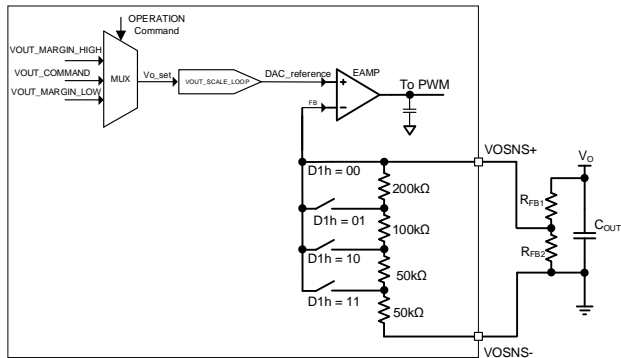 OPERATION
Command
VOUT_MARGIN_HIGH
VOUT_COMMAND
VOUT_MARGIN_LOW
MUX
Vo_set
VOUT_SCALE_LOOP
DAC_reference
EAMP
To PWM
+
FB
−
VOSNS+
D1h = 00
200kΩ
D1h = 01
100kΩ
D1h = 10
50kΩ
D1h = 11
50kΩ
VOSNS-
VO
RFB1
RFB2
COUT